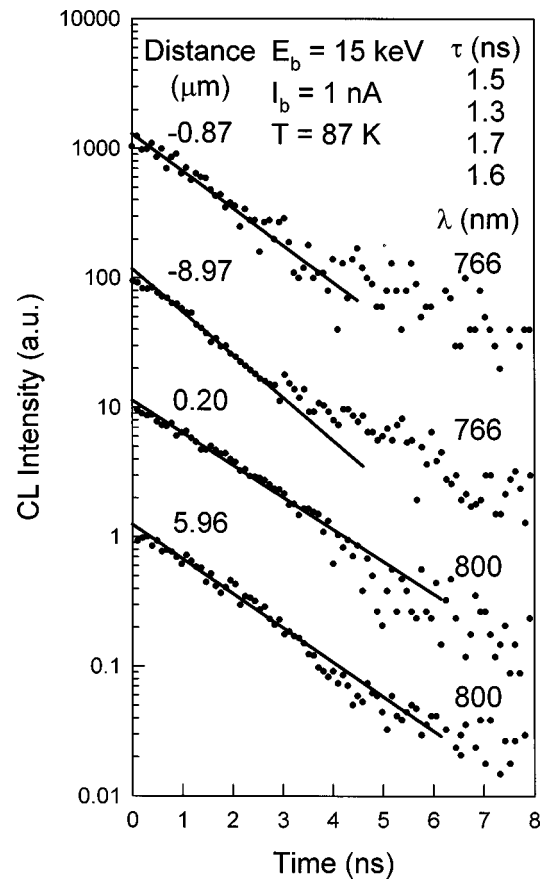 10000
1000
100
10
1
0.1
0.01
CL Intensity (a.u.)
Distance
(μm)
E_b = 15 keV
I_b = 1 nA
T = 87 K
τ (ns)
1.5
1.3
1.7
1.6
λ (nm)
-0.87
766
-8.97
766
0.20
800
5.96
800
0 1 2 3 4 5 6 7 8
Time (ns)